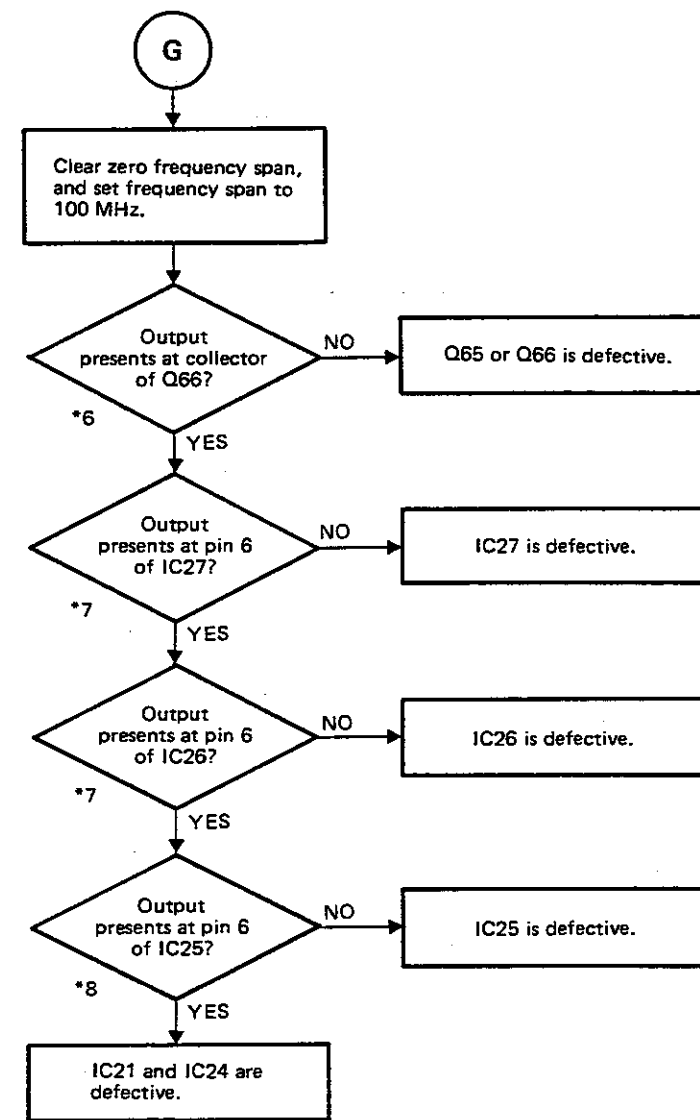 G
Clear zero frequency span,
and set frequency span to
100 MHz.
Output
presents at collector
of Q66?
NO
Q65 or Q66 is defective.
*6
YES
Output
presents at pin 6
of IC27?
NO
IC27 is defective.
*7
YES
Output
presents at pin 6
of IC26?
NO
IC26 is defective.
*7
YES
Output
presents at pin 6
of IC25?
NO
IC25 is defective.
*8
YES
IC21 and IC24 are
defective.